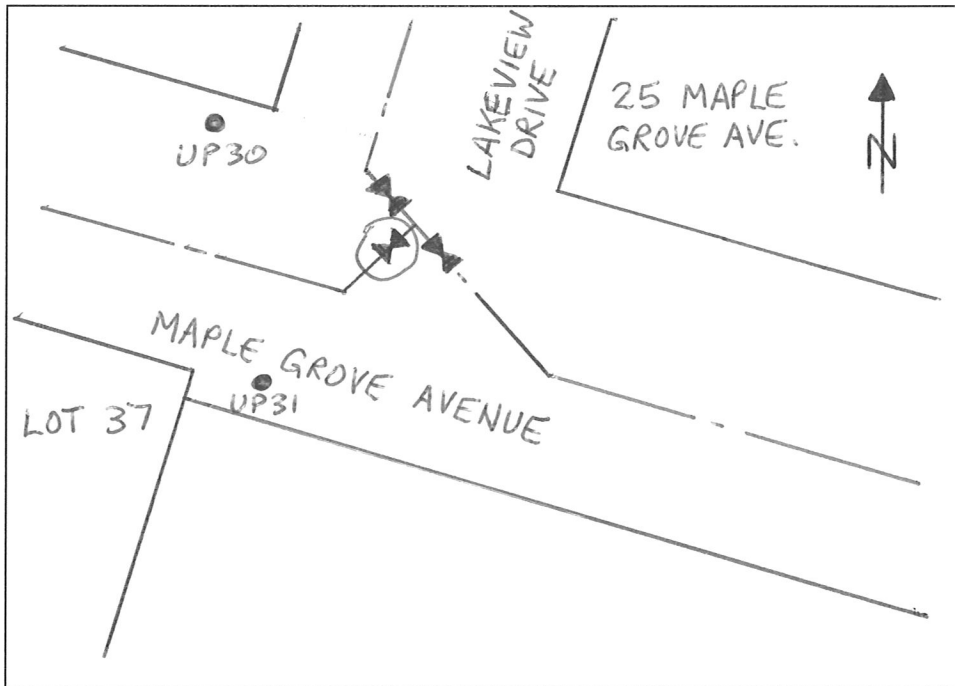 LAKEVIEW
DRIVE
25 MAPLE
GROVE AVE.
N
UP30
MAPLE GROVE AVENUE
UP31
LOT 37